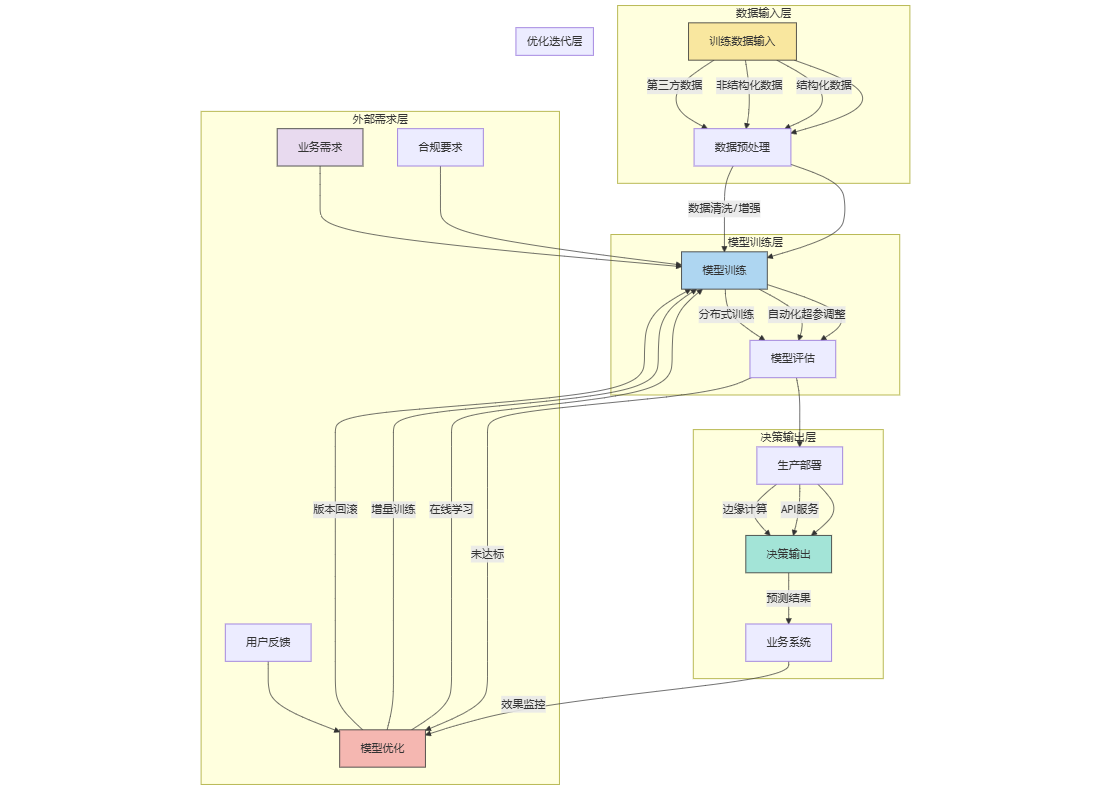 数据输入层
优化迭代层
训练数据输入
第三方数据
非结构化数据
结构化数据
数据预处理
外部需求层
业务需求
合规要求
数据清洗/增强
模型训练层
模型训练
分布式训练
自动化超参调整
模型评估
决策输出层
生产部署
版本回滚
增量训练
在线学习
边缘计算
API服务
未达标
决策输出
预测结果
用户反馈
业务系统
效果监控
模型优化